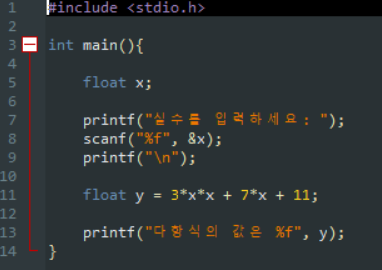 1 #include <stdio.h>
2
3 int main(){
4
5 float x;
6
7 printf("실수를 입력하세요: ");
8 scanf("%f", &x);
9 printf("\n");
10
11 float y = 3*x*x + 7*x + 11;
12
13 printf("다항식의 값은 %f", y);
14 }